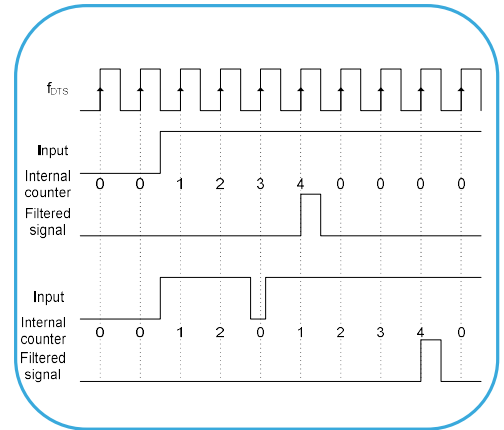 fDTS
Input
Internal
counter
0 0 1 2 3 4 0 0 0 0
Filtered
signal
Input
Internal
counter
0 0 1 2 0 1 2 3 4 0
Filtered
signal